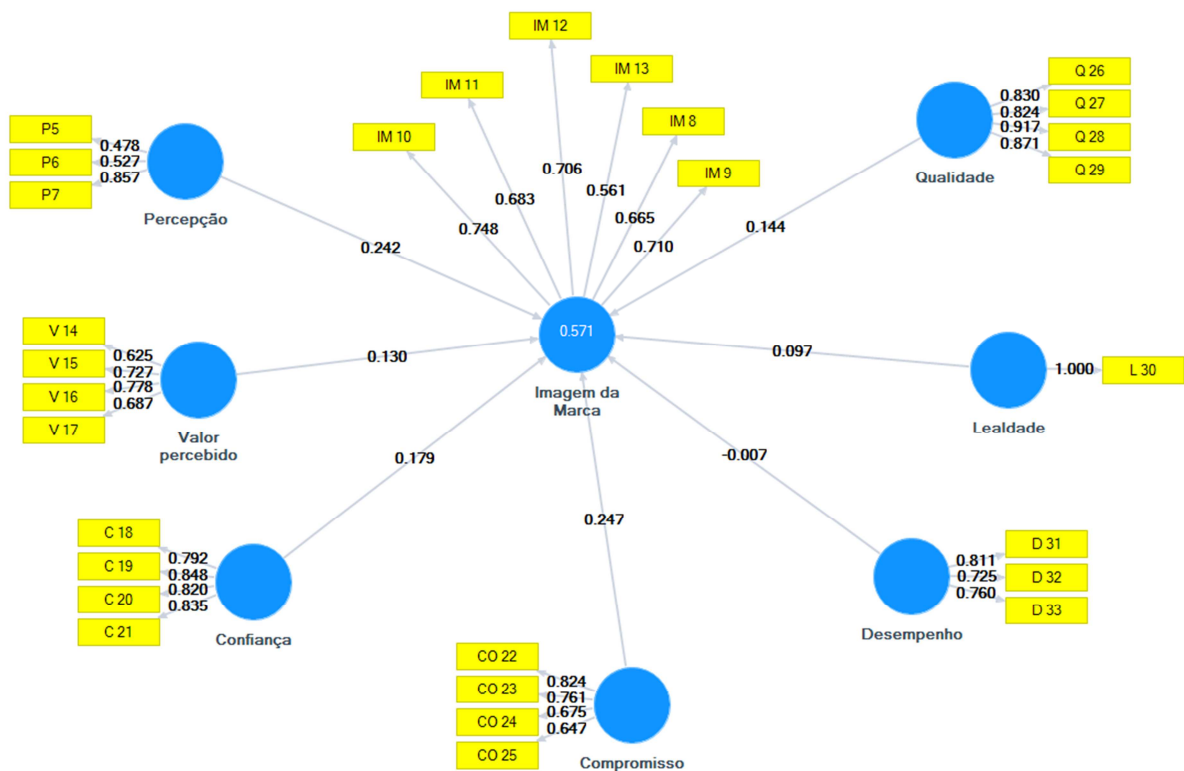 IM 12
IM 13
IM 11
IM 8
IM 10
IM 9
0.706
0.561
0.683
0.665
0.748
0.710
Q 26
Q 27
Q 28
Q 29
0.830
0.824
0.917
0.871
Qualidade
0.144
P5
P6
P7
0.478
0.527
0.857
Percepção
0.242
0.571
Imagem da
Marca
V 14
V 15
V 16
V 17
0.625
0.727
0.778
0.687
Valor
percebido
0.130
0.097
1.000
L 30
Lealdade
C 18
C 19
C 20
C 21
0.792
0.848
0.820
0.835
Confiança
0.179
-0.007
D 31
D 32
D 33
0.811
0.725
0.760
Desempenho
0.247
CO 22
CO 23
CO 24
CO 25
0.824
0.761
0.675
0.647
Compromisso